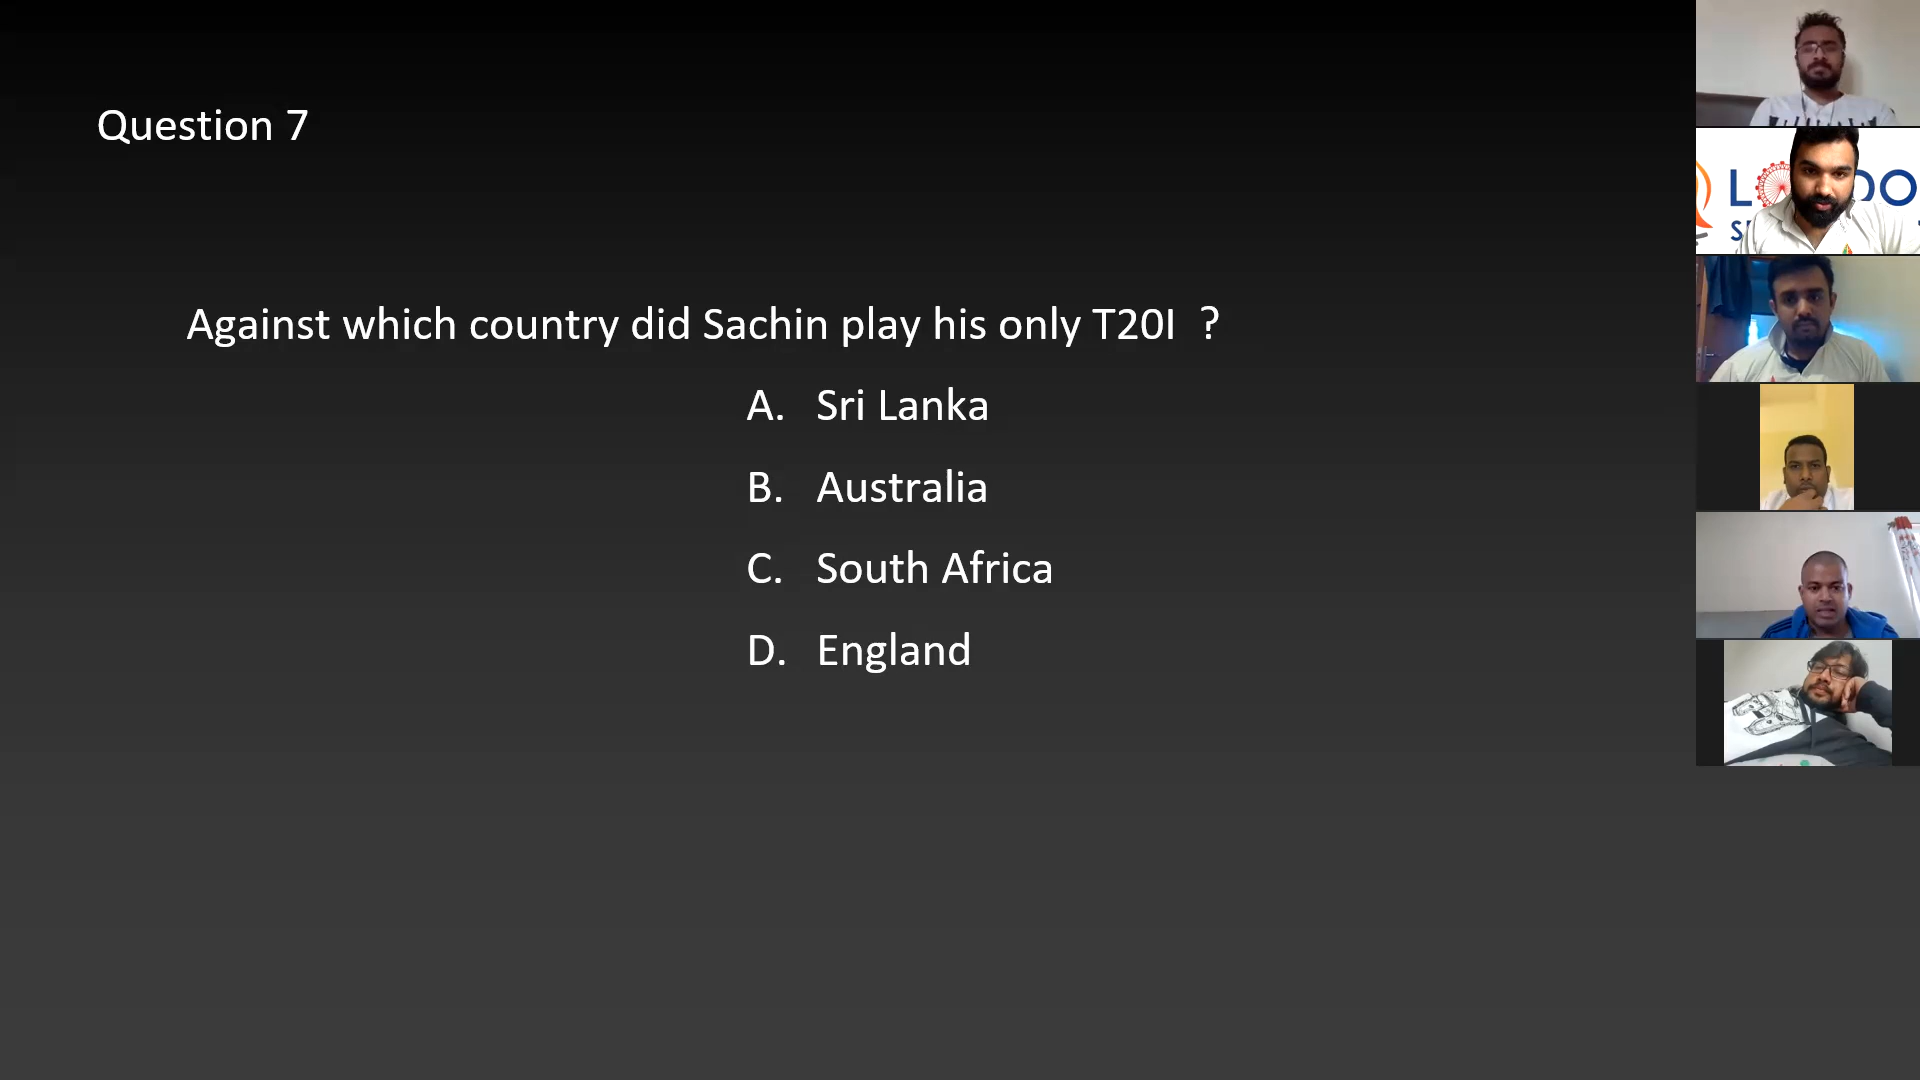 Question 7
Against which country did Sachin play his only T20I ?
A. Sri Lanka
B. Australia
C. South Africa
D. England